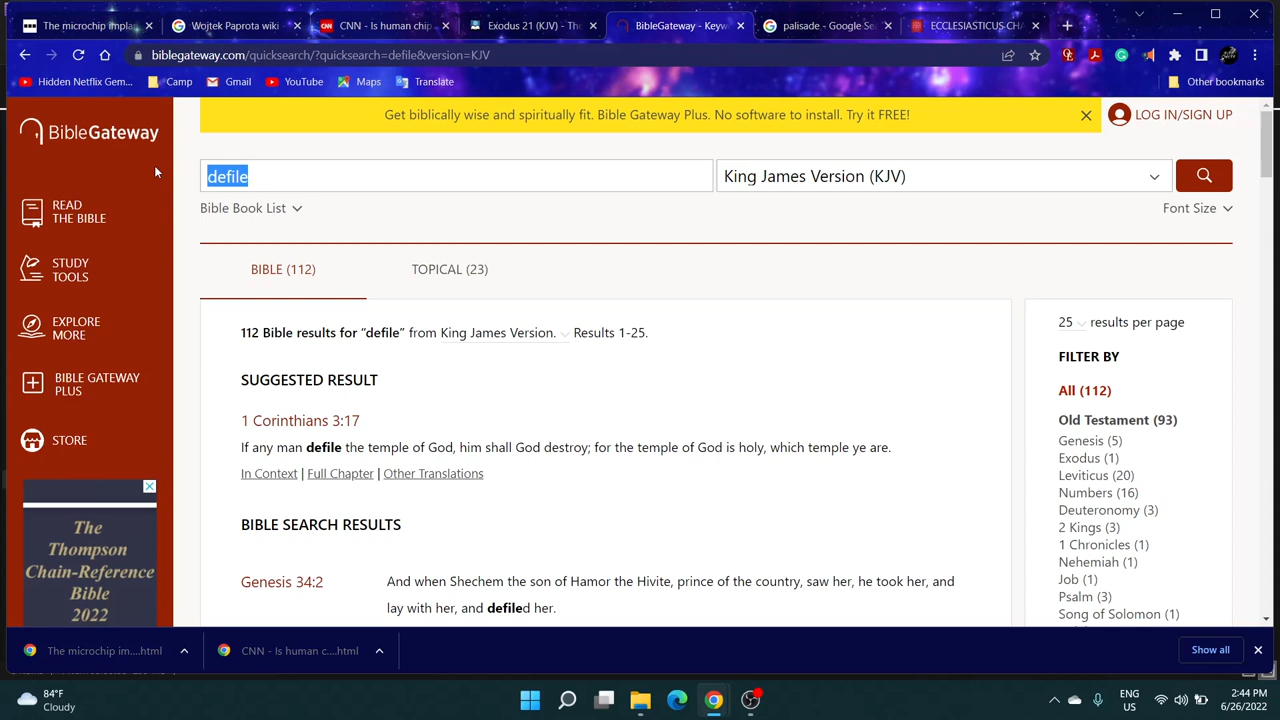 The microchip impla
Wojtek Paprota wiki
CNN - Is human chip
Exodus 21 (KJV) - The
BibleGateway - Keyw
palisade - Google Se
ECCLESIASTICUS-CHA
biblegateway.com/quicksearch/?quicksearch=defile&version=KJV
Hidden Netflix Gem...
Camp
Gmail
YouTube
Maps
Translate
Other bookmarks
BibleGateway
Get biblically wise and spiritually fit. Bible Gateway Plus. No software to install. Try it FREE!
LOG IN/SIGN UP
defile
King James Version (KJV)
Bible Book List
Font Size
READ
THE BIBLE
STUDY
TOOLS
EXPLORE
MORE
BIBLE GATEWAY
PLUS
STORE
The
Thompson
Chain-Reference
Bible
2022
BIBLE (112)
TOPICAL (23)
112 Bible results for “defile” from King James Version. Results 1-25.
SUGGESTED RESULT
1 Corinthians 3:17
If any man defile the temple of God, him shall God destroy; for the temple of God is holy, which temple ye are.
In Context | Full Chapter | Other Translations
BIBLE SEARCH RESULTS
Genesis 34:2
And when Shechem the son of Hamor the Hivite, prince of the country, saw her, he took her, and
lay with her, and defiled her.
25 results per page
FILTER BY
All (112)
Old Testament (93)
Genesis (5)
Exodus (1)
Leviticus (20)
Numbers (16)
Deuteronomy (3)
2 Kings (3)
1 Chronicles (1)
Nehemiah (1)
Job (1)
Psalm (3)
Song of Solomon (1)
The microchip im....html
CNN - Is human c....html
Show all
84°F
Cloudy
ENG
US
2:44 PM
6/26/2022